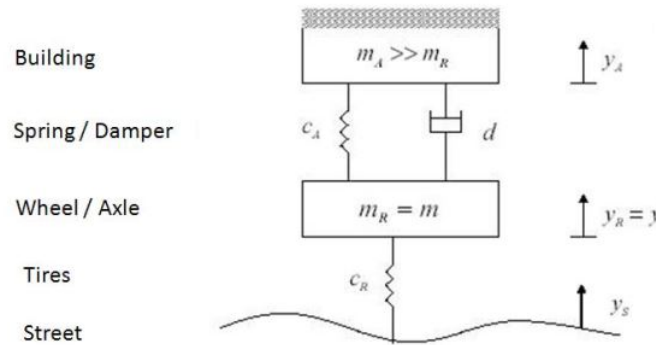 Building
m_A >> m_R
y_A
Spring / Damper
c_A
d
Wheel / Axle
m_R = m
y_R = y
Tires
c_R
y_S
Street